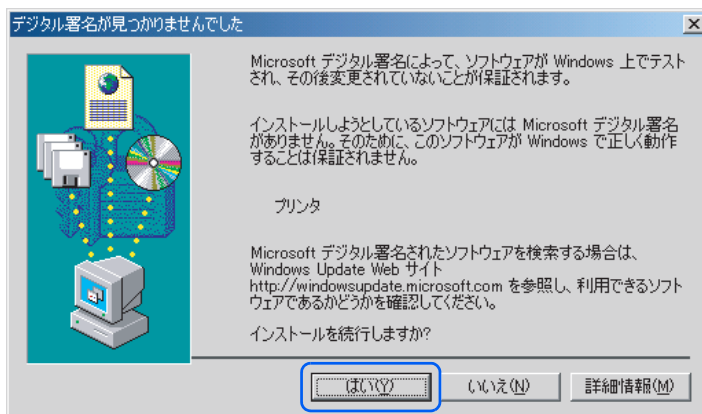 デジタル署名が見つかりませんでした
Microsoft デジタル署名によって、ソフトウェアが Windows 上でテスト
され、その後変更されていないことが保証されます。
インストールしようとしているソフトウェアには Microsoft デジタル署名
がありません。そのために、このソフトウェアが Windows で正しく動作
することは保証されません。
プリンタ
Microsoft デジタル署名されたソフトウェアを検索する場合は、
Windows Update Web サイト
http://windowsupdate.microsoft.com を参照し、利用できるソフト
ウェアであるかどうかを確認してください。
インストールを続行しますか?
はい(Y) いいえ(N) 詳細情報(M)